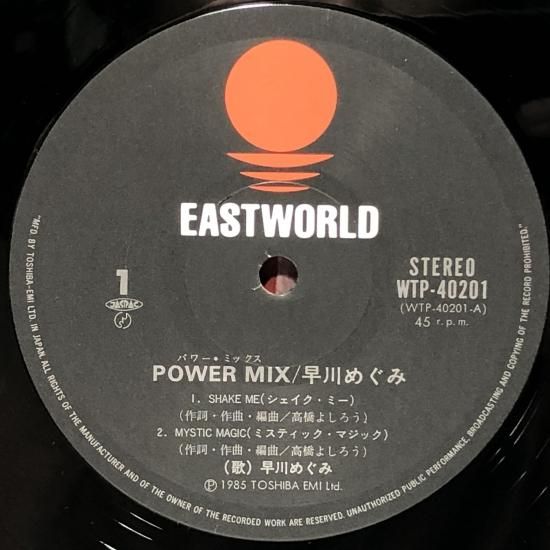 EASTWORLD
1
JASRAC
STEREO
WTP-40201
(WTP-40201-A)
45 r.p.m.
パワー・ミックス
POWER MIX/早川めぐみ
1. SHAKE ME(シェイク・ミー)
(作詞・作曲・編曲/高橋よしろう)
2. MYSTIC MAGIC(ミスティック・マジック)
(作詞・作曲・編曲/高橋よしろう)
(歌)早川めぐみ
Ⓟ1985 TOSHIBA EMI Ltd.
"MFD. BY TOSHIBA-EMI LTD. IN JAPAN. ALL RIGHTS OF THE MANUFACTURER AND OF THE OWNER OF THE RECORDED WORK ARE RESERVED. UNAUTHORIZED PUBLIC PERFORMANCE, BROADCASTING AND COPYING OF THE RECORD PROHIBITED."